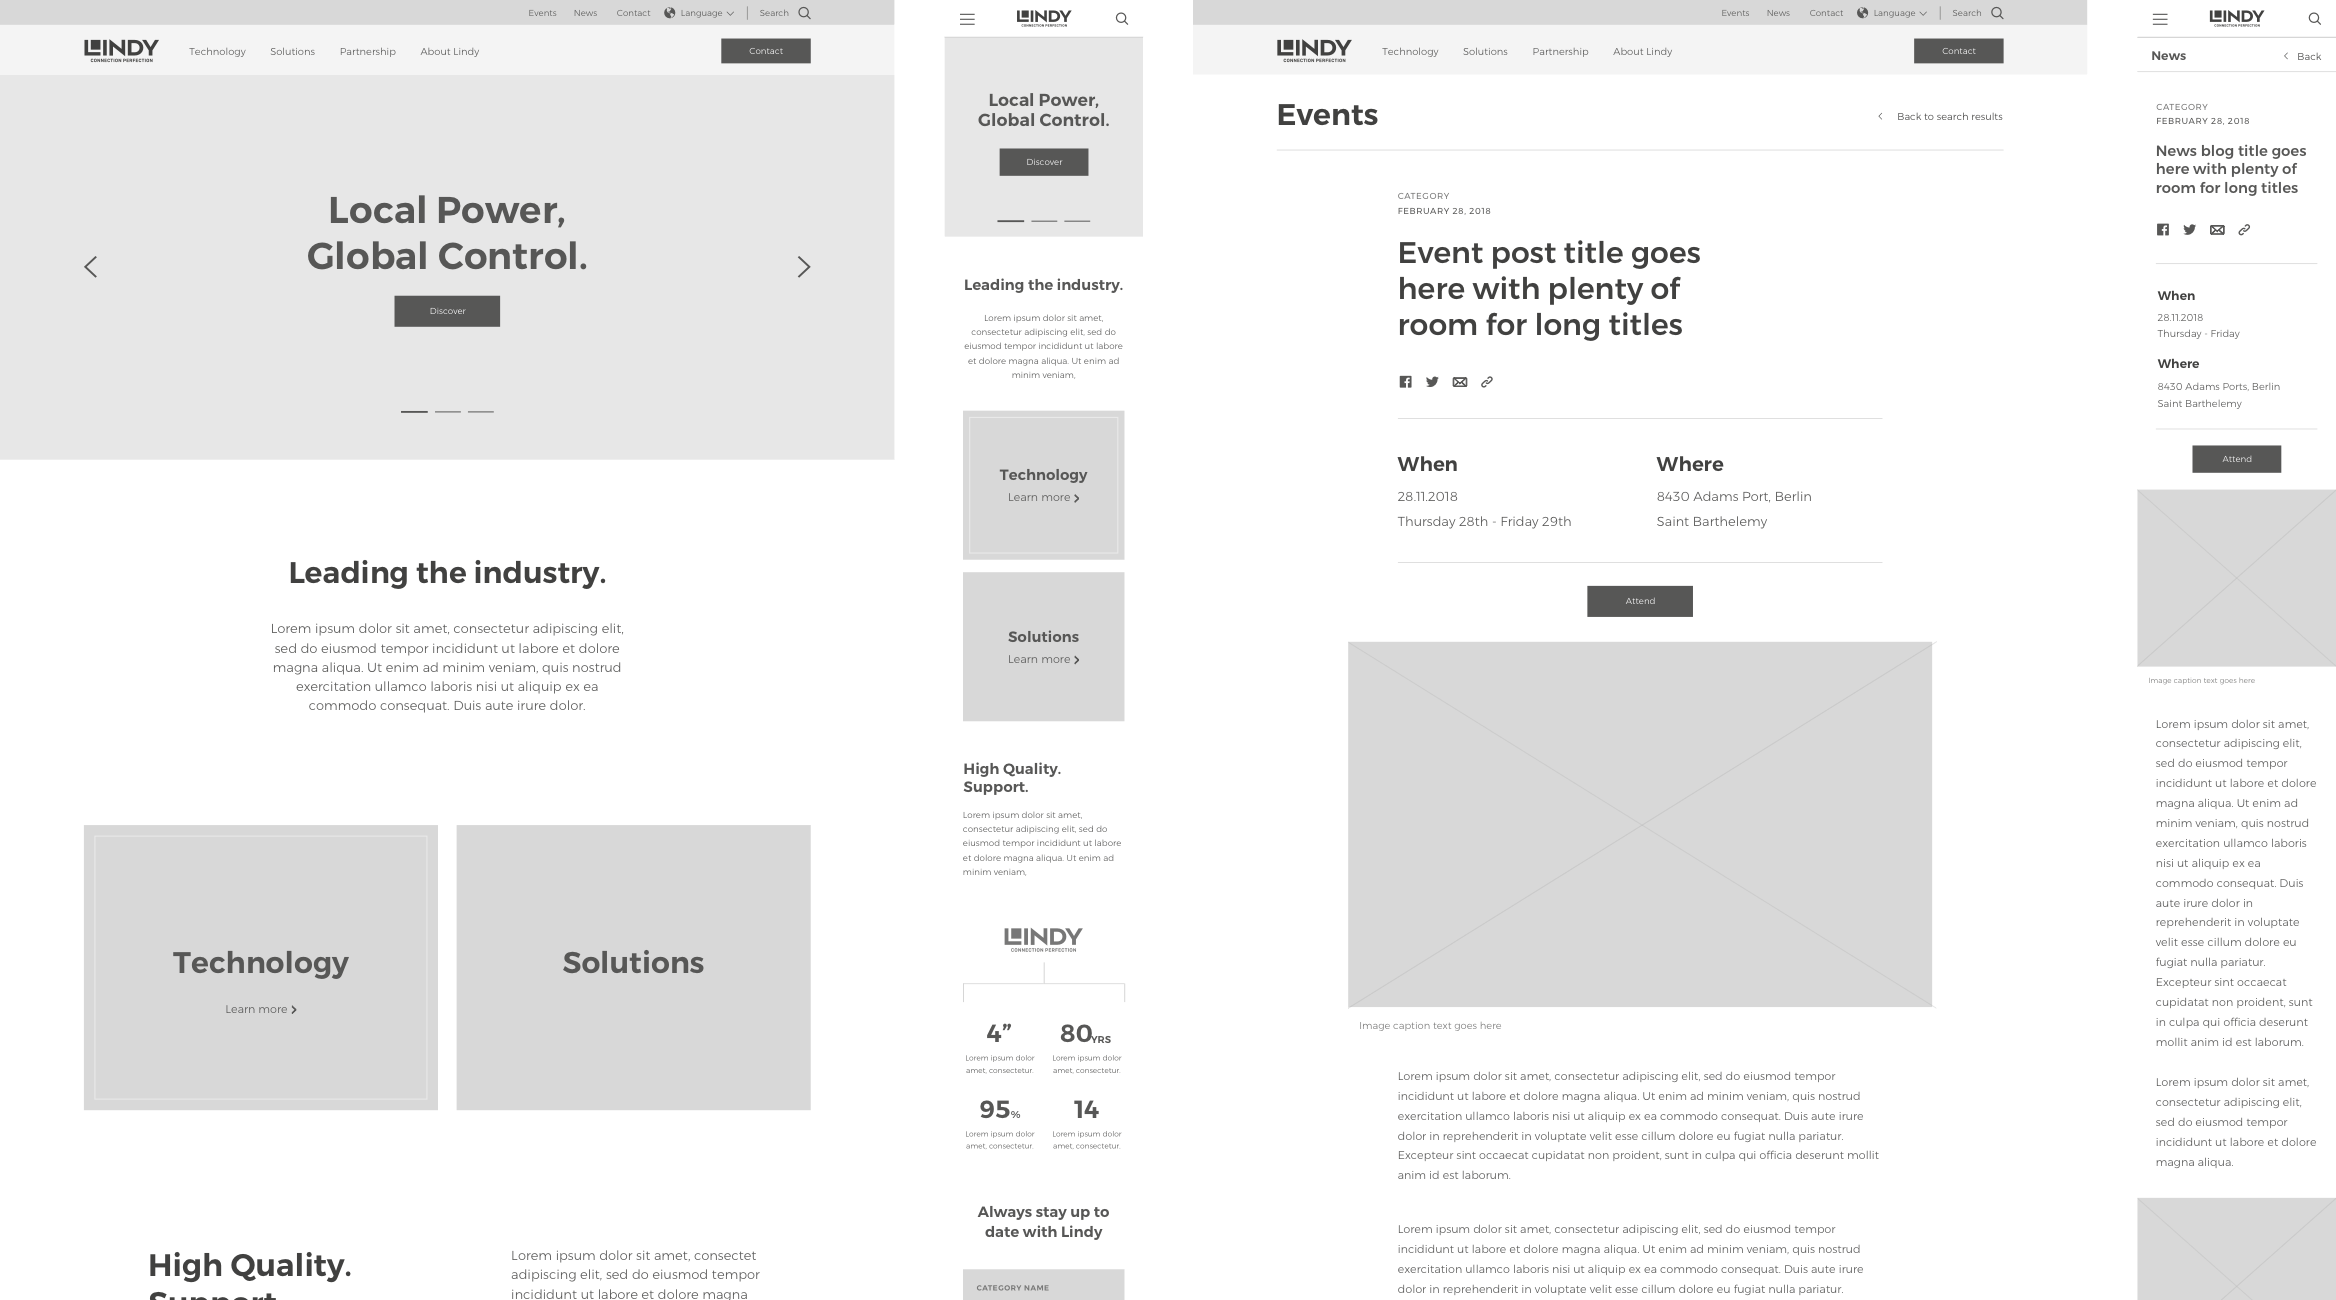 Events News Contact Language Search
LINDY
CONNECTION PERFECTION
Technology Solutions Partnership About Lindy
Contact
Local Power,
Global Control.
Discover
Leading the industry.
Lorem ipsum dolor sit amet, consectetur adipiscing elit,
sed do eiusmod tempor incididunt ut labore et dolore
magna aliqua. Ut enim ad minim veniam, quis nostrud
exercitation ullamco laboris nisi ut aliquip ex ea
commodo consequat. Duis aute irure dolor.
Technology
Learn more
Solutions
High Quality.
Support.
Lorem ipsum dolor sit amet, consectet
adipiscing elit, sed do eiusmod tempor
incididunt ut labore et dolore magna
LINDY
CONNECTION PERFECTION
Local Power,
Global Control.
Discover
Leading the industry.
Lorem ipsum dolor sit amet,
consectetur adipiscing elit, sed do
eiusmod tempor incididunt ut labore
et dolore magna aliqua. Ut enim ad
minim veniam,
Technology
Learn more
Solutions
Learn more
High Quality.
Support.
Lorem ipsum dolor sit amet,
consectetur adipiscing elit, sed do
eiusmod tempor incididunt ut labore
et dolore magna aliqua. Ut enim ad
minim veniam,
LINDY
CONNECTION PERFECTION
4” 80YRS
Lorem ipsum dolor Lorem ipsum dolor
amet, consectetur. amet, consectetur.
95% 14
Lorem ipsum dolor Lorem ipsum dolor
amet, consectetur. amet, consectetur.
Always stay up to
date with Lindy
CATEGORY NAME
Events News Contact Language Search
LINDY
CONNECTION PERFECTION
Technology Solutions Partnership About Lindy
Contact
Events
Back to search results
CATEGORY
FEBRUARY 28, 2018
Event post title goes
here with plenty of
room for long titles
When
28.11.2018
Thursday 28th - Friday 29th
Where
8430 Adams Port, Berlin
Saint Barthelemy
Attend
Image caption text goes here
Lorem ipsum dolor sit amet, consectetur adipiscing elit, sed do eiusmod tempor
incididunt ut labore et dolore magna aliqua. Ut enim ad minim veniam, quis nostrud
exercitation ullamco laboris nisi ut aliquip ex ea commodo consequat. Duis aute irure
dolor in reprehenderit in voluptate velit esse cillum dolore eu fugiat nulla pariatur.
Excepteur sint occaecat cupidatat non proident, sunt in culpa qui officia deserunt mollit
anim id est laborum.
Lorem ipsum dolor sit amet, consectetur adipiscing elit, sed do eiusmod tempor
incididunt ut labore et dolore magna aliqua. Ut enim ad minim veniam, quis nostrud
exercitation ullamco laboris nisi ut aliquip ex ea commodo consequat. Duis aute irure
dolor in reprehenderit in voluptate velit esse cillum dolore eu fugiat nulla pariatur.
LINDY
CONNECTION PERFECTION
News
Back
CATEGORY
FEBRUARY 28, 2018
News blog title goes
here with plenty of
room for long titles
When
28.11.2018
Thursday - Friday
Where
8430 Adams Ports, Berlin
Saint Barthelemy
Attend
Image caption text goes here
Lorem ipsum dolor sit amet,
consectetur adipiscing elit,
sed do eiusmod tempor
incididunt ut labore et dolore
magna aliqua. Ut enim ad
minim veniam, quis nostrud
exercitation ullamco laboris
nisi ut aliquip ex ea
commodo consequat. Duis
aute irure dolor in
reprehenderit in voluptate
velit esse cillum dolore eu
fugiat nulla pariatur.
Excepteur sint occaecat
cupidatat non proident, sunt
in culpa qui officia deserunt
mollit anim id est laborum.
Lorem ipsum dolor sit amet,
consectetur adipiscing elit,
sed do eiusmod tempor
incididunt ut labore et dolore
magna aliqua.